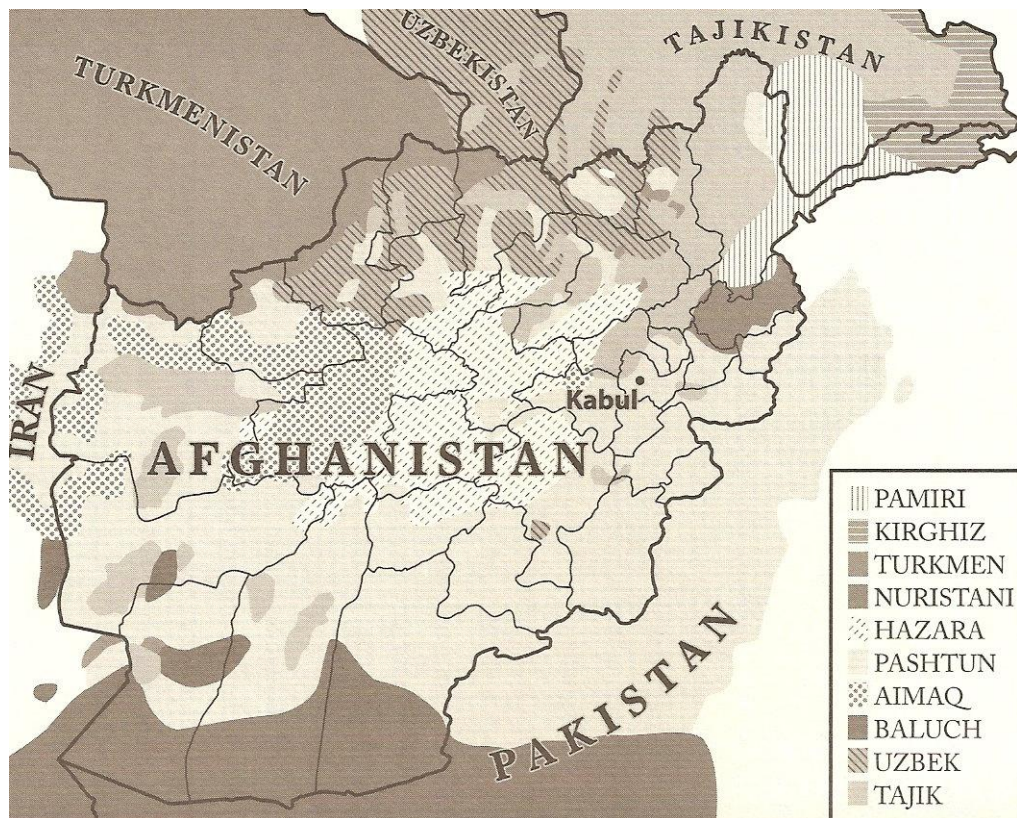 TURKMENISTAN
UZBEKISTAN
TAJIKISTAN
IRAN
Kabul
AFGHANISTAN
PAKISTAN
PAMIRI
KIRGHIZ
TURKMEN
NURISTANI
HAZARA
PASHTUN
AIMAQ
BALUCH
UZBEK
TAJIK